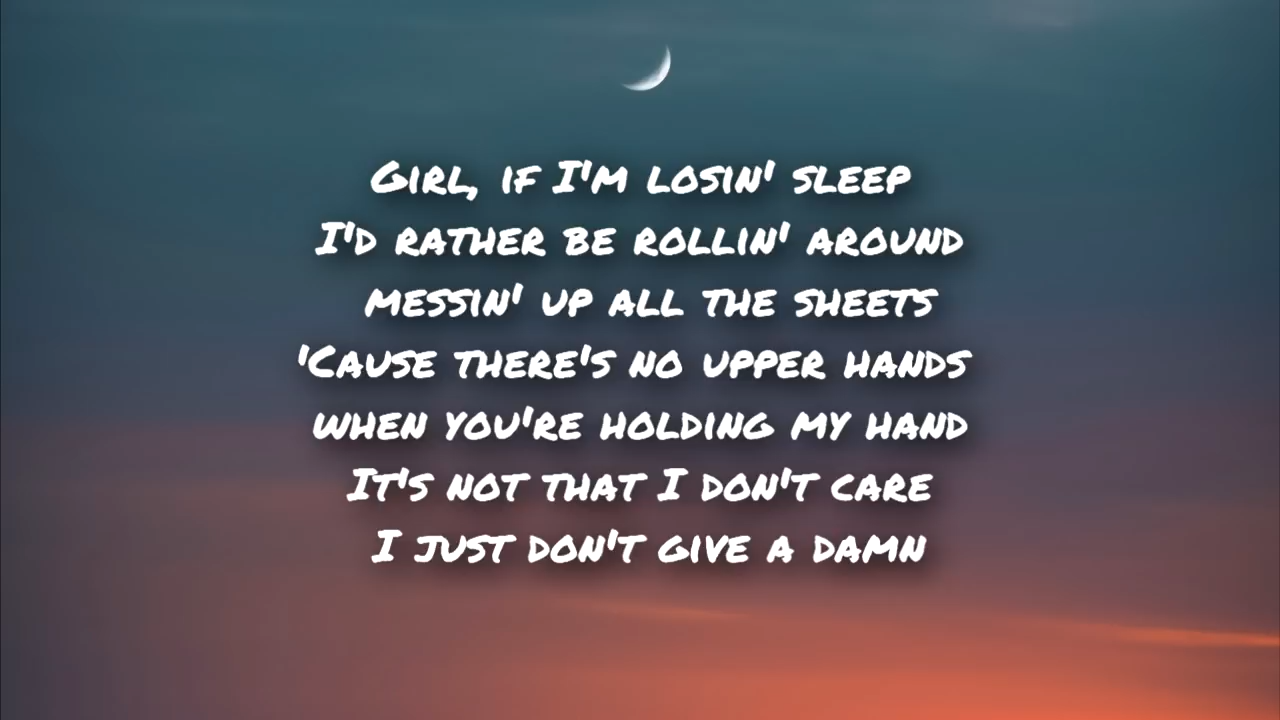 Girl, if I'm losin' sleep
I'd rather be rollin' around
messin' up all the sheets
'Cause there's no upper hands
when you're holding my hand
It's not that I don't care
I just don't give a damn